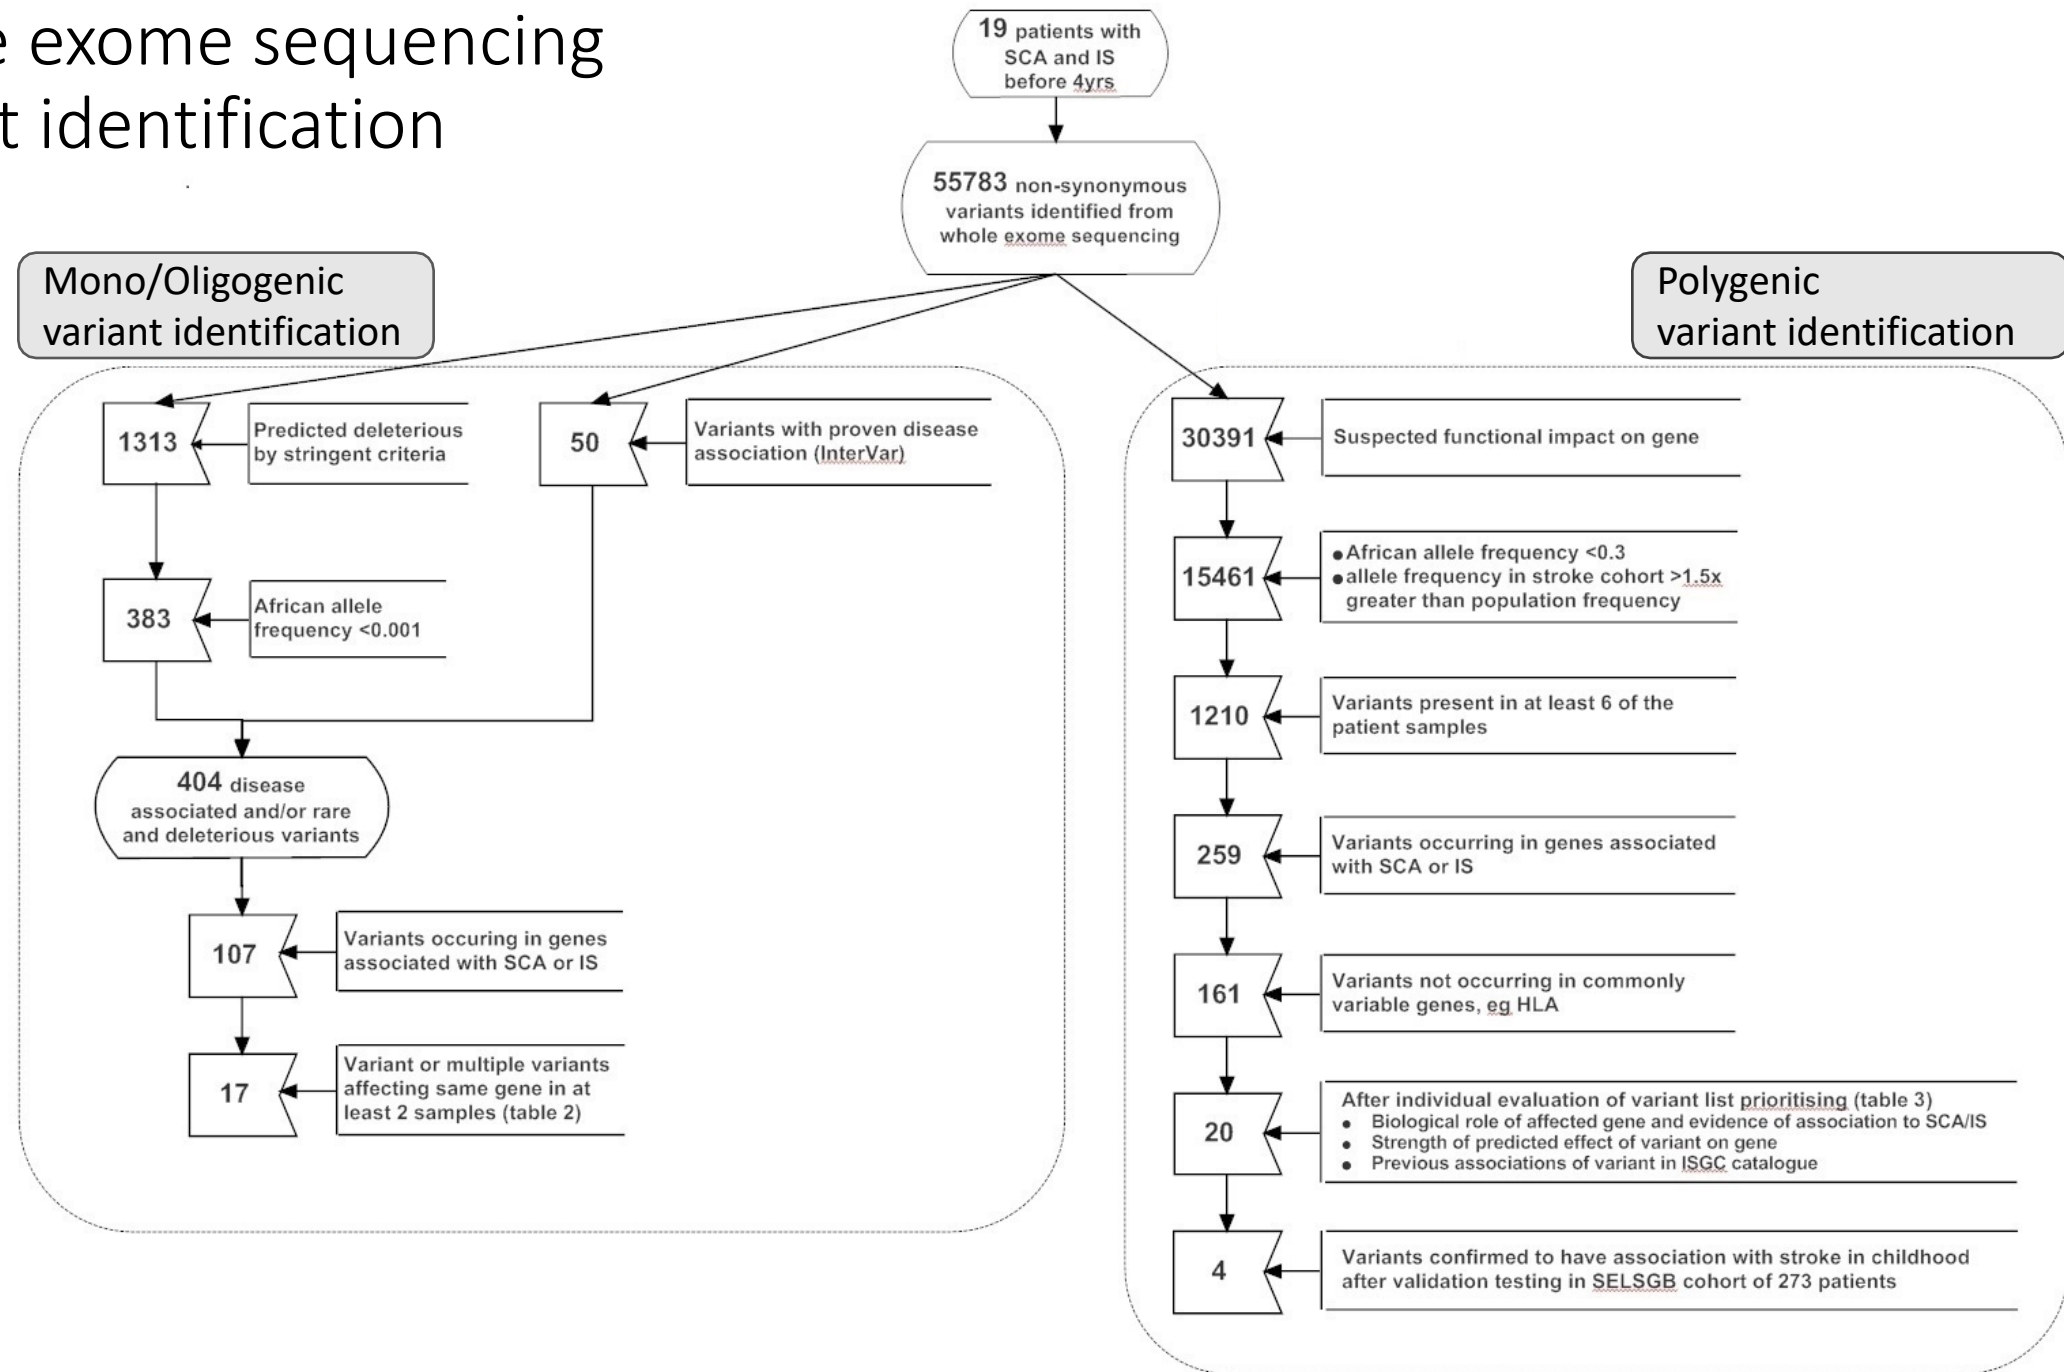 e exome sequencing
t identification
19 patients with
SCA and IS
before 4yrs
55783 non-synonymous
variants identified from
whole exome sequencing
Mono/Oligogenic
variant identification
1313
Predicted deleterious
by stringent criteria
50
Variants with proven disease
association (InterVar)
383
African allele
frequency <0.001
404 disease
associated and/or rare
and deleterious variants
107
Variants occuring in genes
associated with SCA or IS
17
Variant or multiple variants
affecting same gene in at
least 2 samples (table 2)
Polygenic
variant identification
30391
Suspected functional impact on gene
15461
● African allele frequency <0.3
● allele frequency in stroke cohort >1.5x
greater than population frequency
1210
Variants present in at least 6 of the
patient samples
259
Variants occurring in genes associated
with SCA or IS
161
Variants not occurring in commonly
variable genes, eg HLA
20
After individual evaluation of variant list prioritising (table 3)
● Biological role of affected gene and evidence of association to SCA/IS
● Strength of predicted effect of variant on gene
● Previous associations of variant in ISGC catalogue
4
Variants confirmed to have association with stroke in childhood
after validation testing in SELSGB cohort of 273 patients